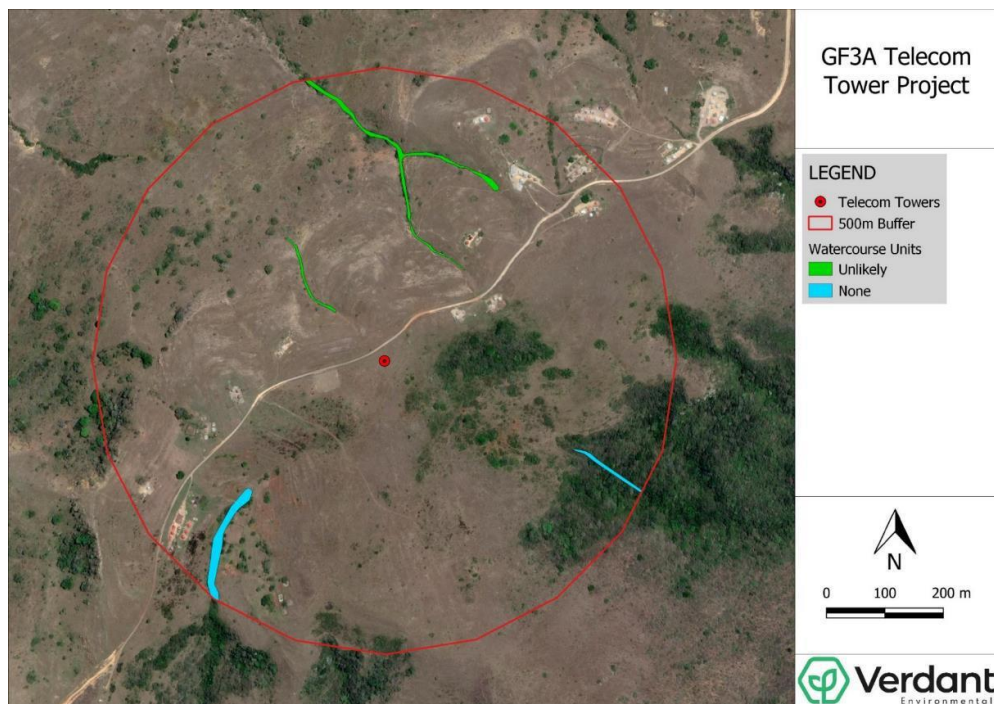 GF3A Telecom
Tower Project
LEGEND
Telecom Towers
500m Buffer
Watercourse Units
Unlikely
None
N
0 100 200 m
Verdant
Environmental